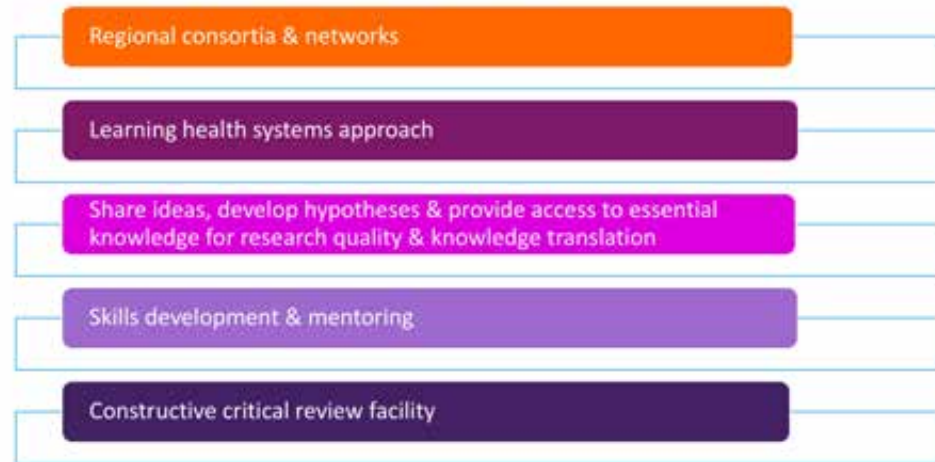 Regional consortia & networks
Learning health systems approach
Share ideas, develop hypotheses & provide access to essential
knowledge for research quality & knowledge translation
Skills development & mentoring
Constructive critical review facility